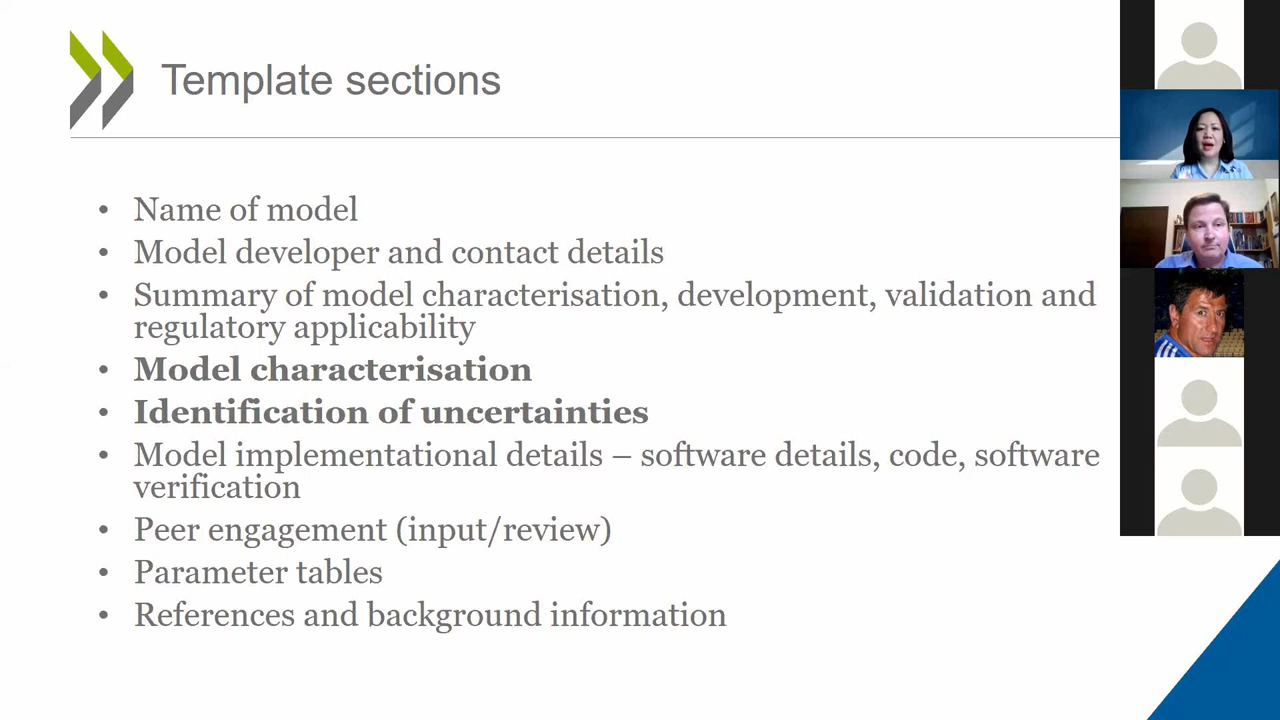 Template sections
• Name of model
• Model developer and contact details
• Summary of model characterisation, development, validation and
regulatory applicability
• Model characterisation
• Identification of uncertainties
• Model implementational details – software details, code, software
verification
• Peer engagement (input/review)
• Parameter tables
• References and background information